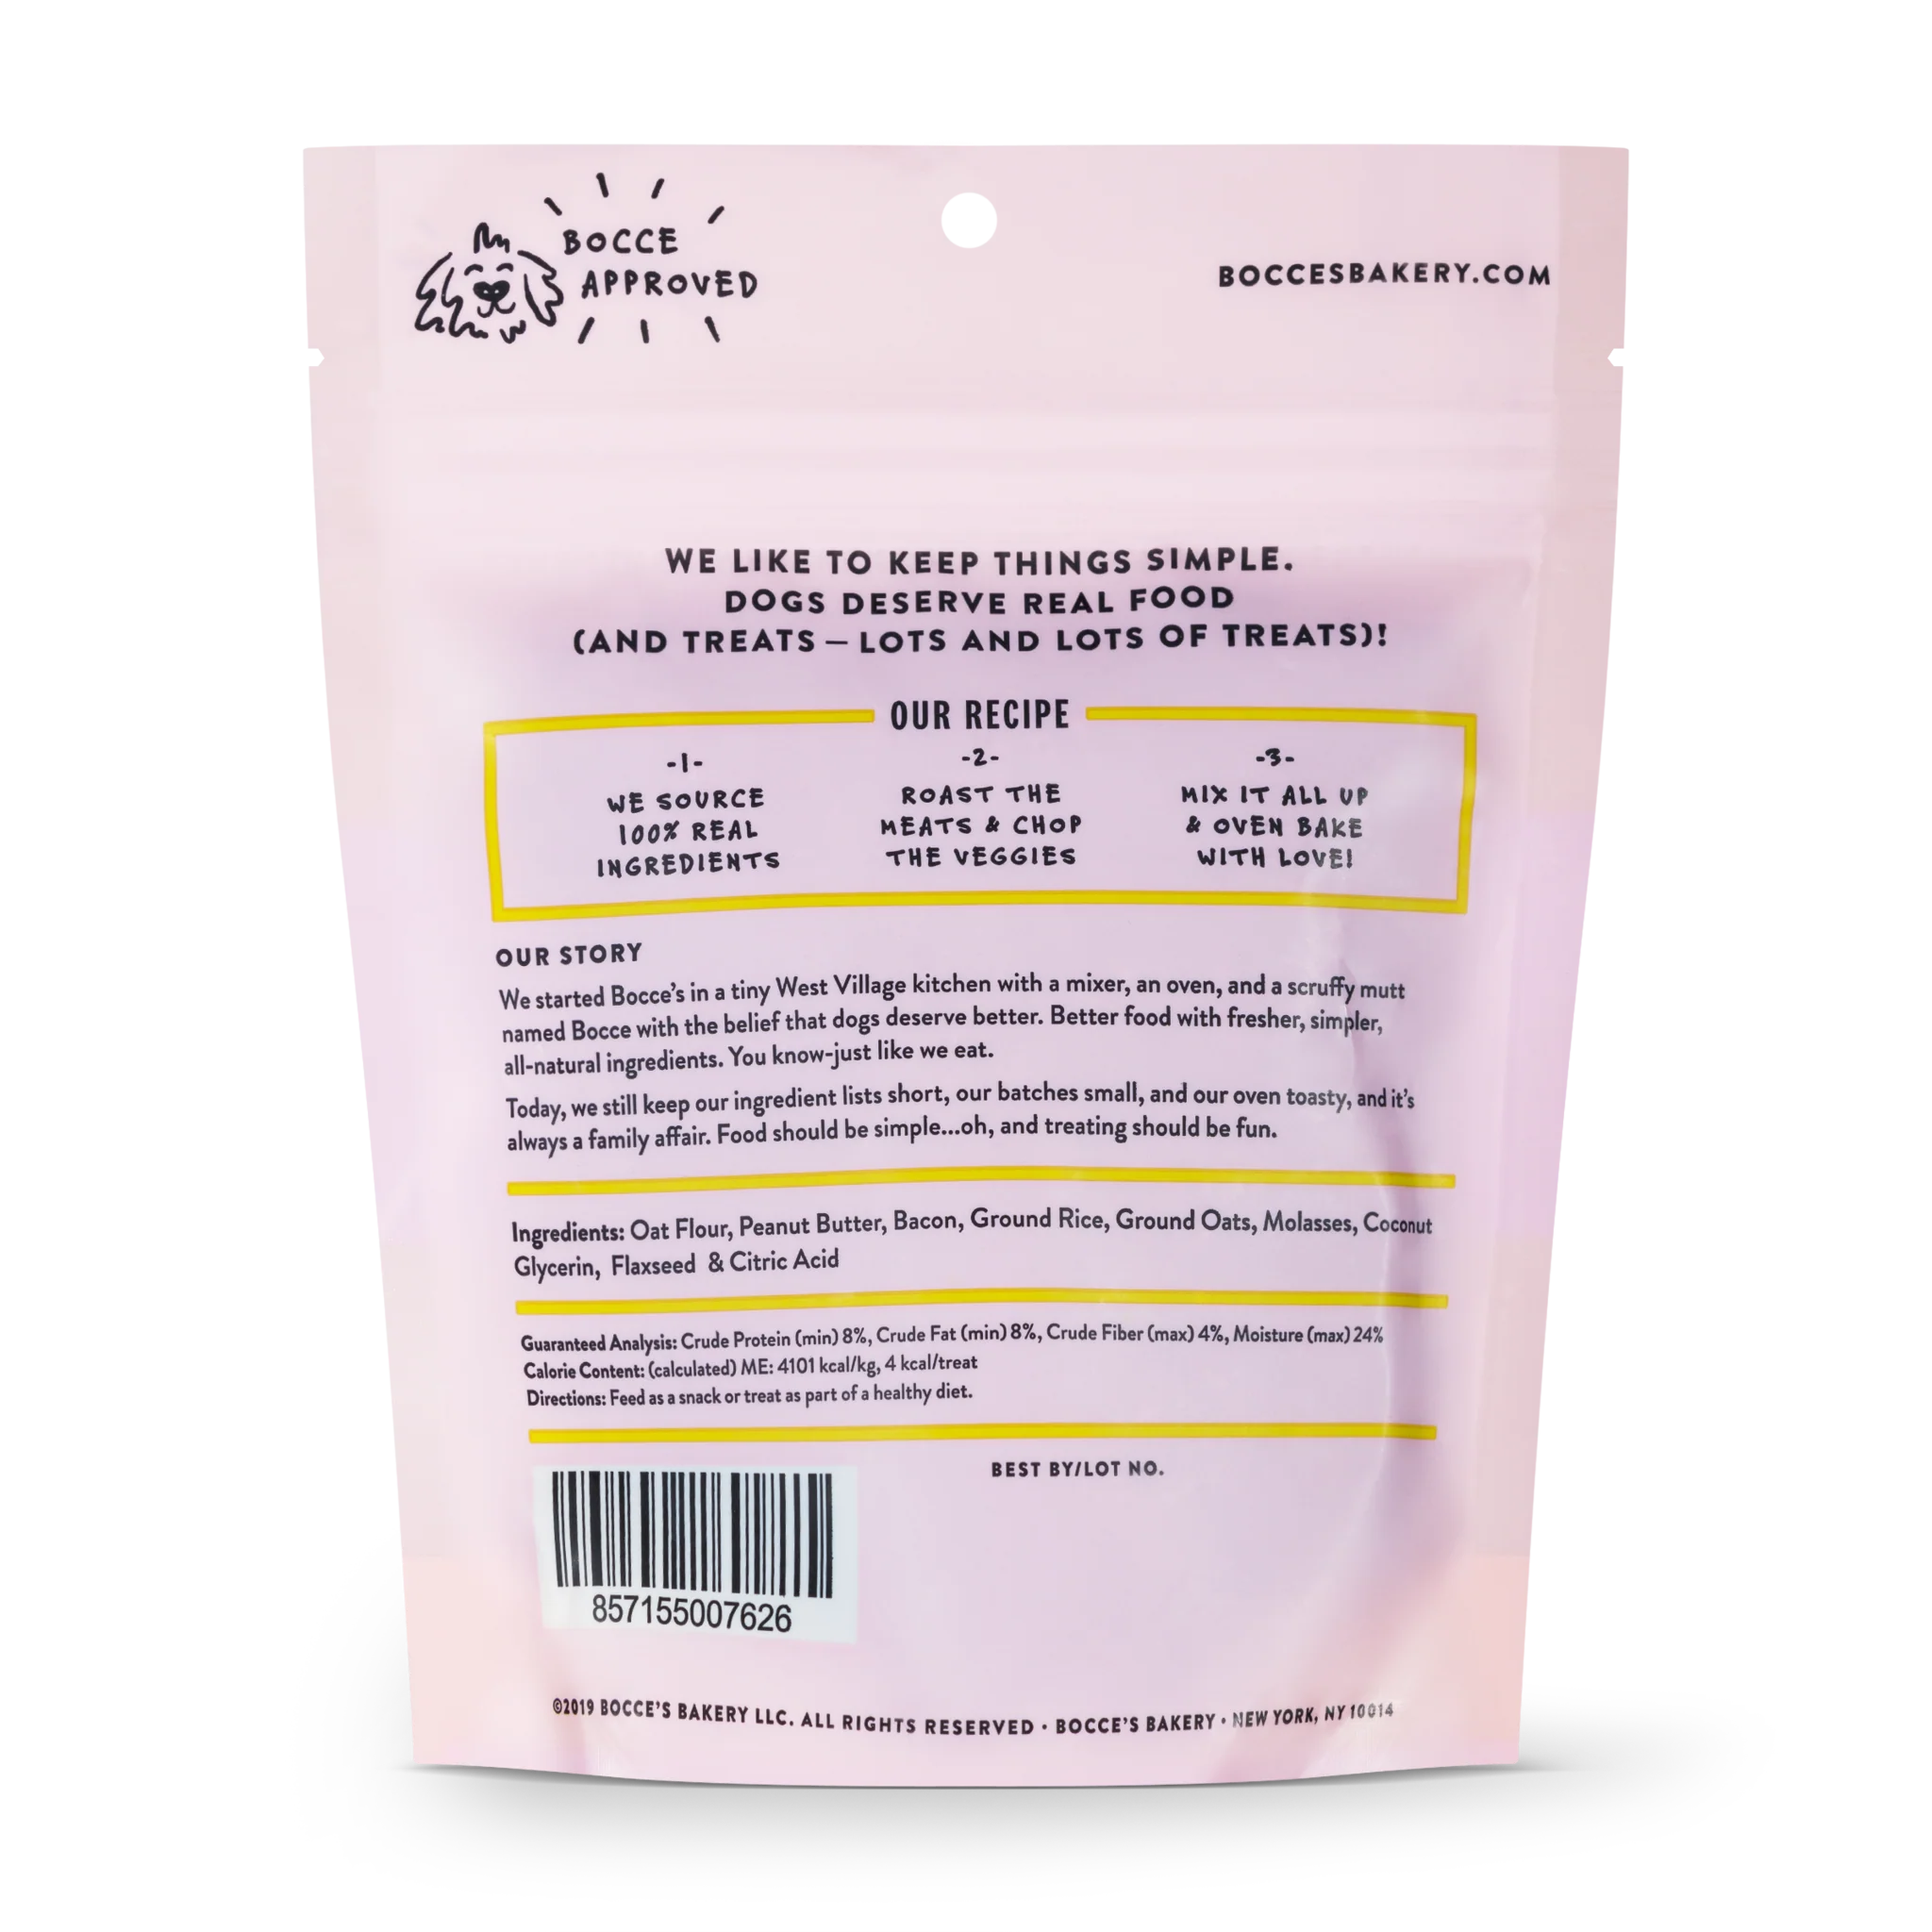 BOCCE
APPROVED
BOCCESBAKERY.COM
WE LIKE TO KEEP THINGS SIMPLE.
DOGS DESERVE REAL FOOD
(AND TREATS — LOTS AND LOTS OF TREATS)!
OUR RECIPE
-1-
WE SOURCE
100% REAL
INGREDIENTS
-2-
ROAST THE
MEATS & CHOP
THE VEGGIES
-3-
MIX IT ALL UP
& OVEN BAKE
WITH LOVE!
OUR STORY
We started Bocce's in a tiny West Village kitchen with a mixer, an oven, and a scruffy mutt
named Bocce with the belief that dogs deserve better. Better food with fresher, simpler,
all-natural ingredients. You know-just like we eat.
Today, we still keep our ingredient lists short, our batches small, and our oven toasty, and it's
always a family affair. Food should be simple...oh, and treating should be fun.
Ingredients: Oat Flour, Peanut Butter, Bacon, Ground Rice, Ground Oats, Molasses, Coconut
Glycerin, Flaxseed & Citric Acid
Guaranteed Analysis: Crude Protein (min) 8%, Crude Fat (min) 8%, Crude Fiber (max) 4%, Moisture (max) 24%
Calorie Content: (calculated) ME: 4101 kcal/kg, 4 kcal/treat
Directions: Feed as a snack or treat as part of a healthy diet.
BEST BY/LOT NO.
857155007626
©2019 BOCCE'S BAKERY LLC. ALL RIGHTS RESERVED • BOCCE'S BAKERY • NEW YORK, NY 10014